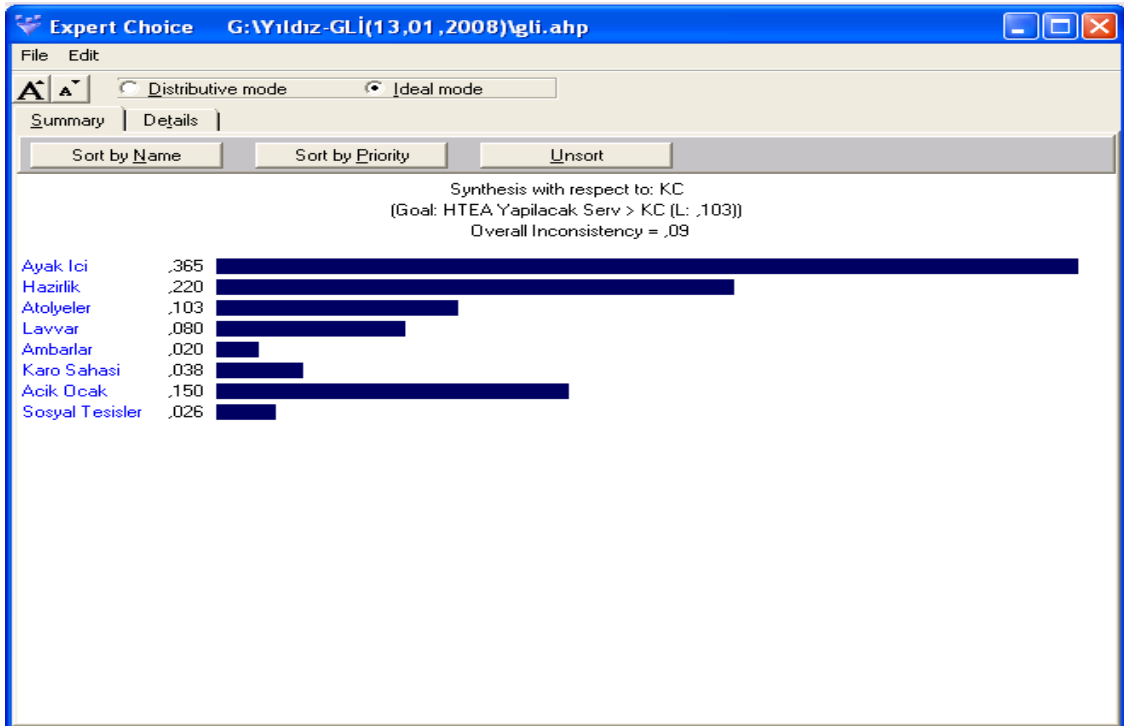 Expert Choice G:\Yıldız-GLİ(13,01,2008)\gli.ahp
File Edit
A A Distributive mode Ideal mode
Summary Details
Sort by Name Sort by Priority Unsort
Synthesis with respect to: KC
(Goal: HTEA Yapilacak Serv > KC (L: ,103))
Overall Inconsistency = ,09
Ayak Ici ,365
Hazirlik ,220
Atolyeler ,103
Lavvar ,080
Ambarlar ,020
Karo Sahasi ,038
Acik Ocak ,150
Sosyal Tesisler ,026